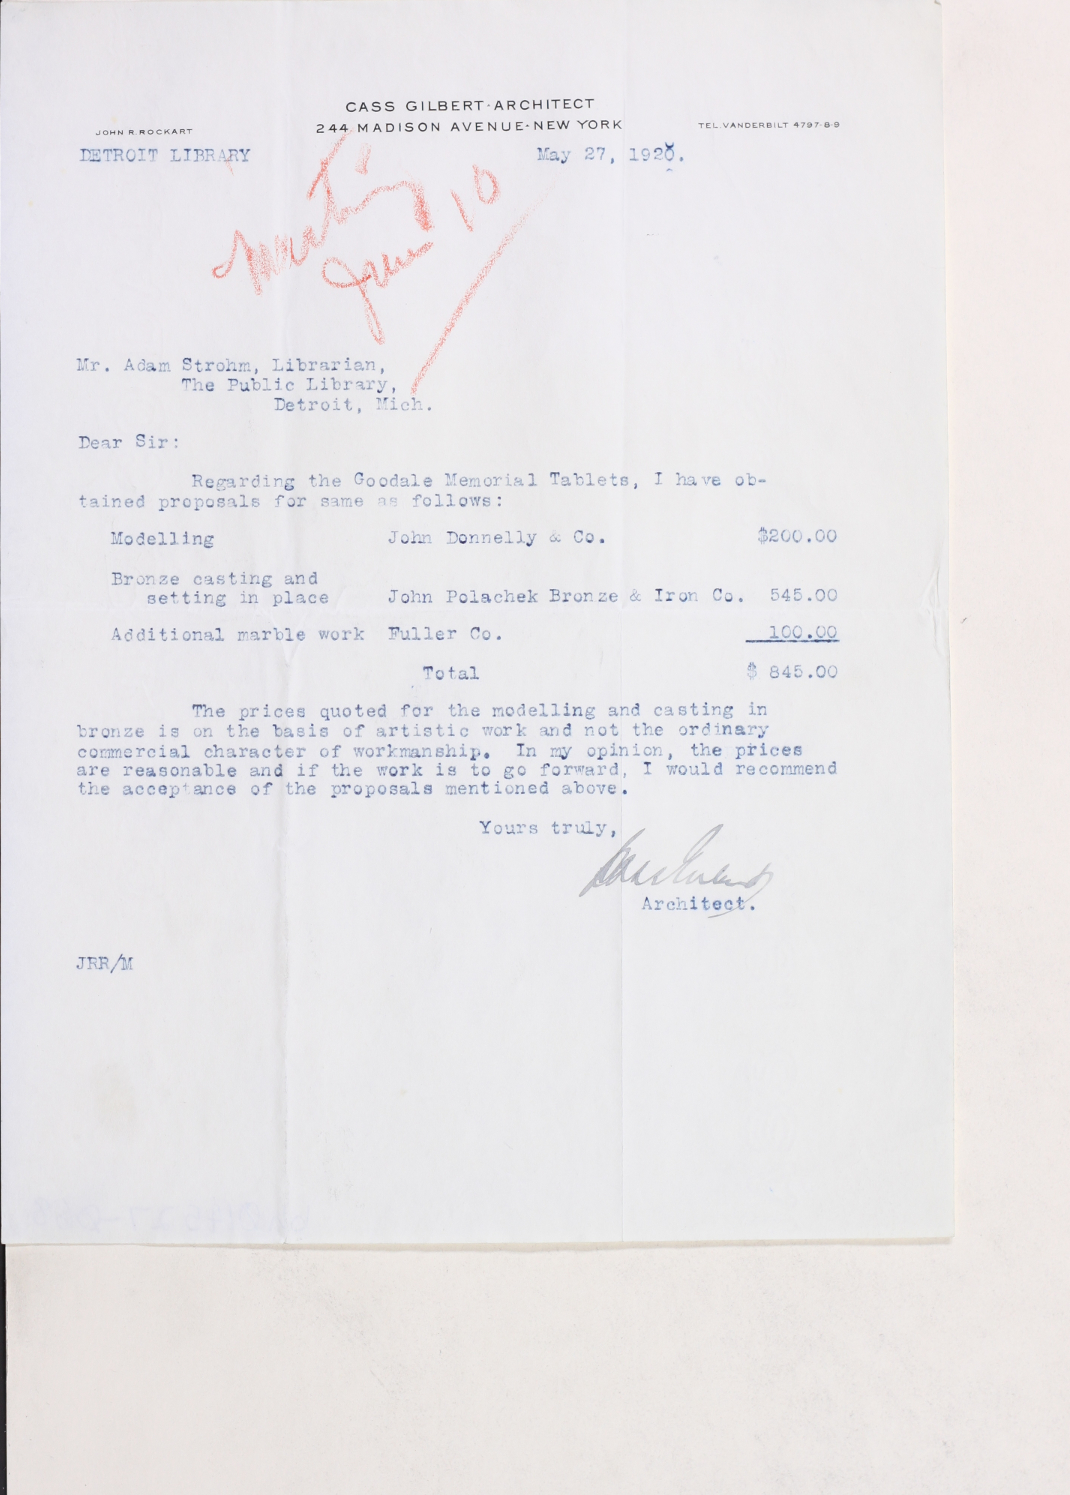 CASS GILBERT·ARCHITECT
244 MADISON AVENUE·NEW YORK
JOHN R. ROCKART
TEL. VANDERBILT 4797-8-9
DETROIT LIBRARY
May 27, 1920.
Meeting
June 10
Mr. Adam Strohm, Librarian,
The Public Library,
Detroit, Mich.
Dear Sir:
Regarding the Goodale Memorial Tablets, I have ob-
tained proposals for same as follows:
Modelling John Donnelly & Co. $200.00
Bronze casting and
setting in place John Polachek Bronze & Iron Co. 545.00
Additional marble work Fuller Co. 100.00
Total $ 845.00
The prices quoted for the modelling and casting in
bronze is on the basis of artistic work and not the ordinary
commercial character of workmanship. In my opinion, the prices
are reasonable and if the work is to go forward, I would recommend
the acceptance of the proposals mentioned above.
Yours truly,
Cass Gilbert
Architect.
JRR/M